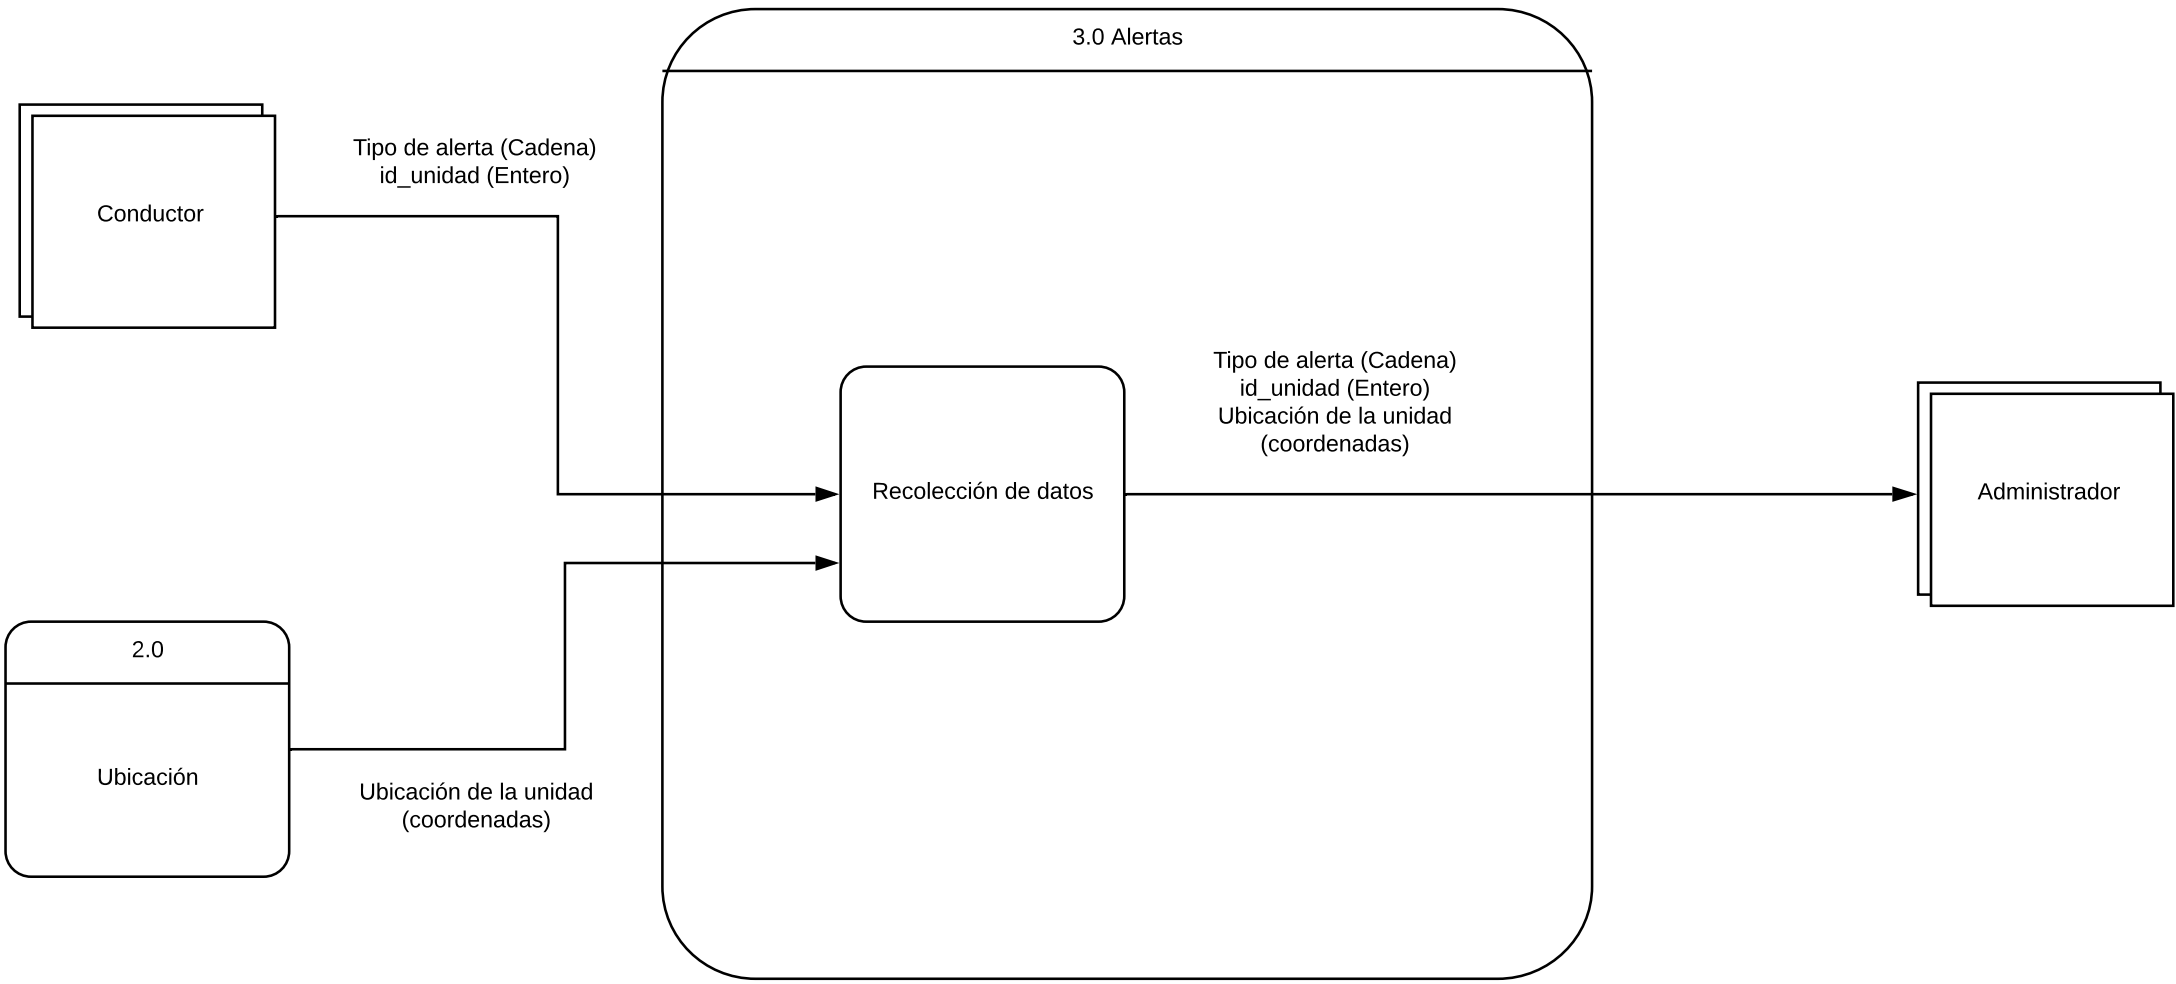 3.0 Alertas
Tipo de alerta (Cadena)
id_unidad (Entero)
Conductor
Tipo de alerta (Cadena)
id_unidad (Entero)
Ubicación de la unidad
(coordenadas)
Recolección de datos
Administrador
2.0
Ubicación
Ubicación de la unidad
(coordenadas)